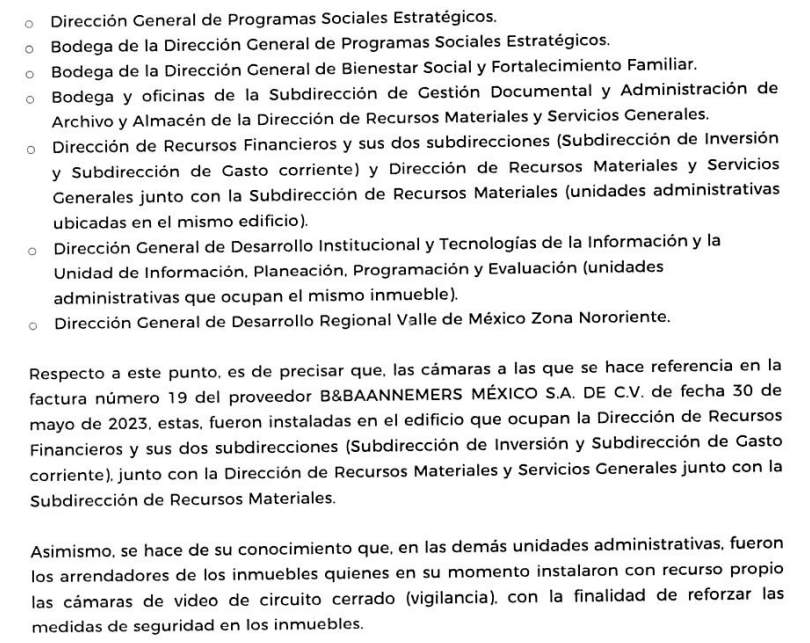 ○ Dirección General de Programas Sociales Estratégicos.
○ Bodega de la Dirección General de Programas Sociales Estratégicos.
○ Bodega de la Dirección General de Bienestar Social y Fortalecimiento Familiar.
○ Bodega y oficinas de la Subdirección de Gestión Documental y Administración de
Archivo y Almacén de la Dirección de Recursos Materiales y Servicios Generales.
○ Dirección de Recursos Financieros y sus dos subdirecciones (Subdirección de Inversión
y Subdirección de Gasto corriente) y Dirección de Recursos Materiales y Servicios
Generales junto con la Subdirección de Recursos Materiales (unidades administrativas
ubicadas en el mismo edificio).
○ Dirección General de Desarrollo Institucional y Tecnologías de la Información y la
Unidad de Información, Planeación, Programación y Evaluación (unidades
administrativas que ocupan el mismo inmueble).
○ Dirección General de Desarrollo Regional Valle de México Zona Nororiente.

Respecto a este punto, es de precisar que, las cámaras a las que se hace referencia en la
factura número 19 del proveedor B&BAANNEMERS MÉXICO S.A. DE C.V. de fecha 30 de
mayo de 2023, estas, fueron instaladas en el edificio que ocupan la Dirección de Recursos
Financieros y sus dos subdirecciones (Subdirección de Inversión y Subdirección de Gasto
corriente), junto con la Dirección de Recursos Materiales y Servicios Generales junto con la
Subdirección de Recursos Materiales.

Asimismo, se hace de su conocimiento que, en las demás unidades administrativas, fueron
los arrendadores de los inmuebles quienes en su momento instalaron con recurso propio
las cámaras de video de circuito cerrado (vigilancia), con la finalidad de reforzar las
medidas de seguridad en los inmuebles.